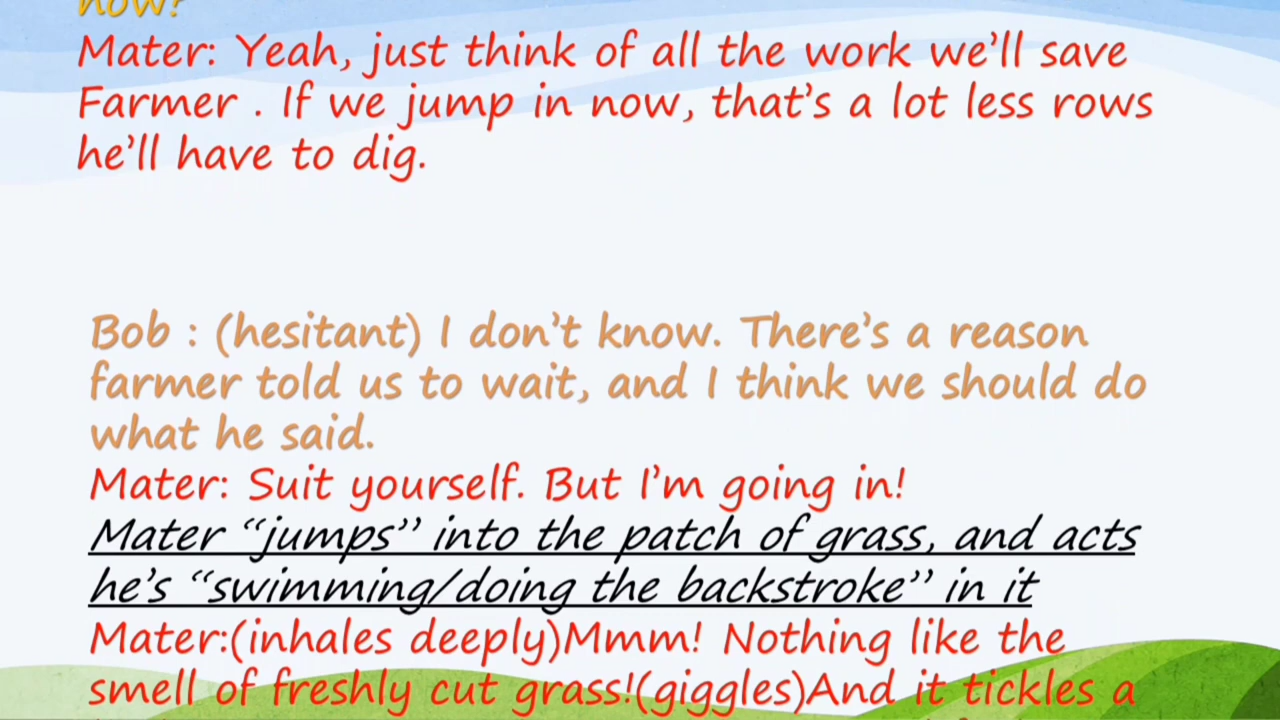 now?
Mater: Yeah, just think of all the work we'll save
Farmer . If we jump in now, that's a lot less rows
he'll have to dig.
Bob : (hesitant) I don't know. There's a reason
farmer told us to wait, and I think we should do
what he said.
Mater: Suit yourself. But I'm going in!
Mater “jumps” into the patch of grass, and acts
he's “swimming/doing the backstroke” in it
Mater:(inhales deeply)Mmm! Nothing like the
smell of freshly cut grass!(giggles)And it tickles a